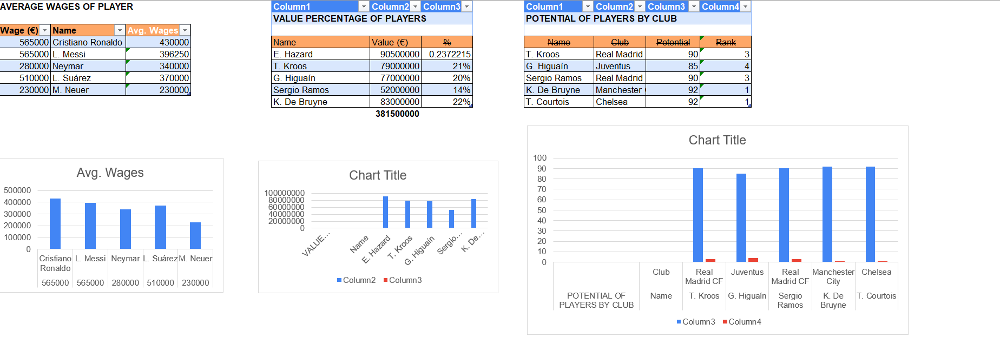 AVERAGE WAGES OF PLAYER
Wage (€) Name Avg. Wages
565000 Cristiano Ronaldo 430000
565000 L. Messi 396250
280000 Neymar 340000
510000 L. Suárez 370000
230000 M. Neuer 230000
Column1 Column2 Column3
VALUE PERCENTAGE OF PLAYERS
Name Value (€) %
E. Hazard 90500000 0.2372215
T. Kroos 79000000 21%
G. Higuaín 77000000 20%
Sergio Ramos 52000000 14%
K. De Bruyne 83000000 22%
381500000
Column1 Column2 Column3 Column4
POTENTIAL OF PLAYERS BY CLUB
Name Club Potential Rank
T. Kroos Real Madrid 90 3
G. Higuaín Juventus 85 4
Sergio Ramos Real Madrid 90 3
K. De Bruyne Manchester 92 1
T. Courtois Chelsea 92 1
Avg. Wages
500000
400000
300000
200000
100000
0
Cristiano L. Messi Neymar L. Suárez M. Neuer
Ronaldo
565000 565000 280000 510000 230000
Chart Title
100000000
80000000
60000000
40000000
20000000
0
VALUE... Name E. Hazard T. Kroos G. Higuaín Sergio... K. De...
Column2 Column3
Chart Title
100
90
80
70
60
50
40
30
20
10
0
Club Real Juventus Real Manchester Chelsea
Madrid CF Madrid CF City
POTENTIAL OF Name T. Kroos G. Higuaín Sergio K. De T. Courtois
PLAYERS BY CLUB Ramos Bruyne
Column3 Column4